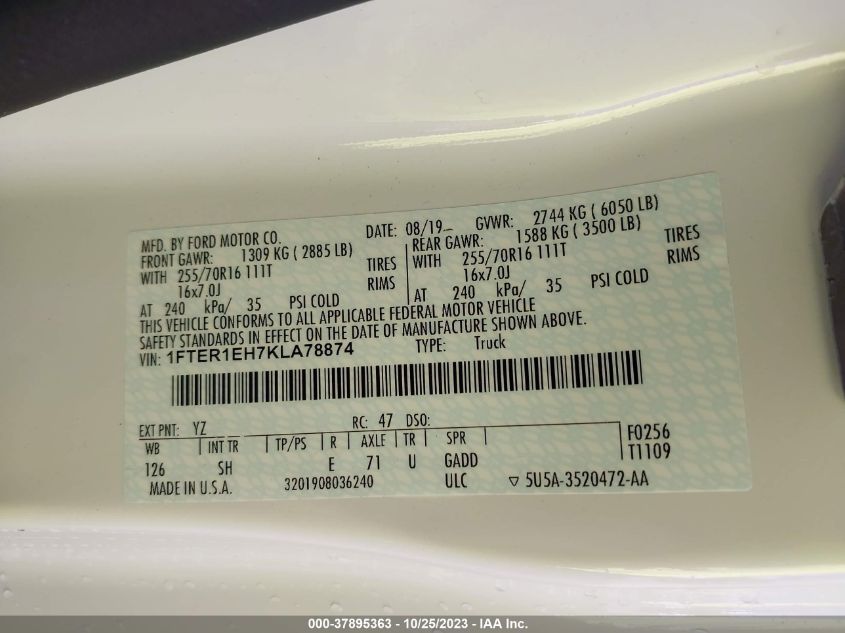 MFD. BY FORD MOTOR CO. DATE: 08/19 GVWR: 2744 KG ( 6050 LB)
FRONT GAWR: 1309 KG ( 2885 LB) REAR GAWR: 1588 KG ( 3500 LB)
WITH 255/70R16 111T TIRES WITH 255/70R16 111T TIRES
16x7.0J RIMS 16x7.0J RIMS
AT 240 kPa/ 35 PSI COLD AT 240 kPa/ 35 PSI COLD
THIS VEHICLE CONFORMS TO ALL APPLICABLE FEDERAL MOTOR VEHICLE
SAFETY STANDARDS IN EFFECT ON THE DATE OF MANUFACTURE SHOWN ABOVE.
VIN: 1FTER1EH7KLA78874 TYPE: Truck
EXT PNT: YZ RC: 47 DSO:
WB INT TR TP/PS R AXLE TR SPR F0256
126 SH E 71 U GADD T1109
MADE IN U.S.A. 3201908036240 ULC ▽ 5U5A-3520472-AA
000-37895363 - 10/25/2023 - IAA Inc.